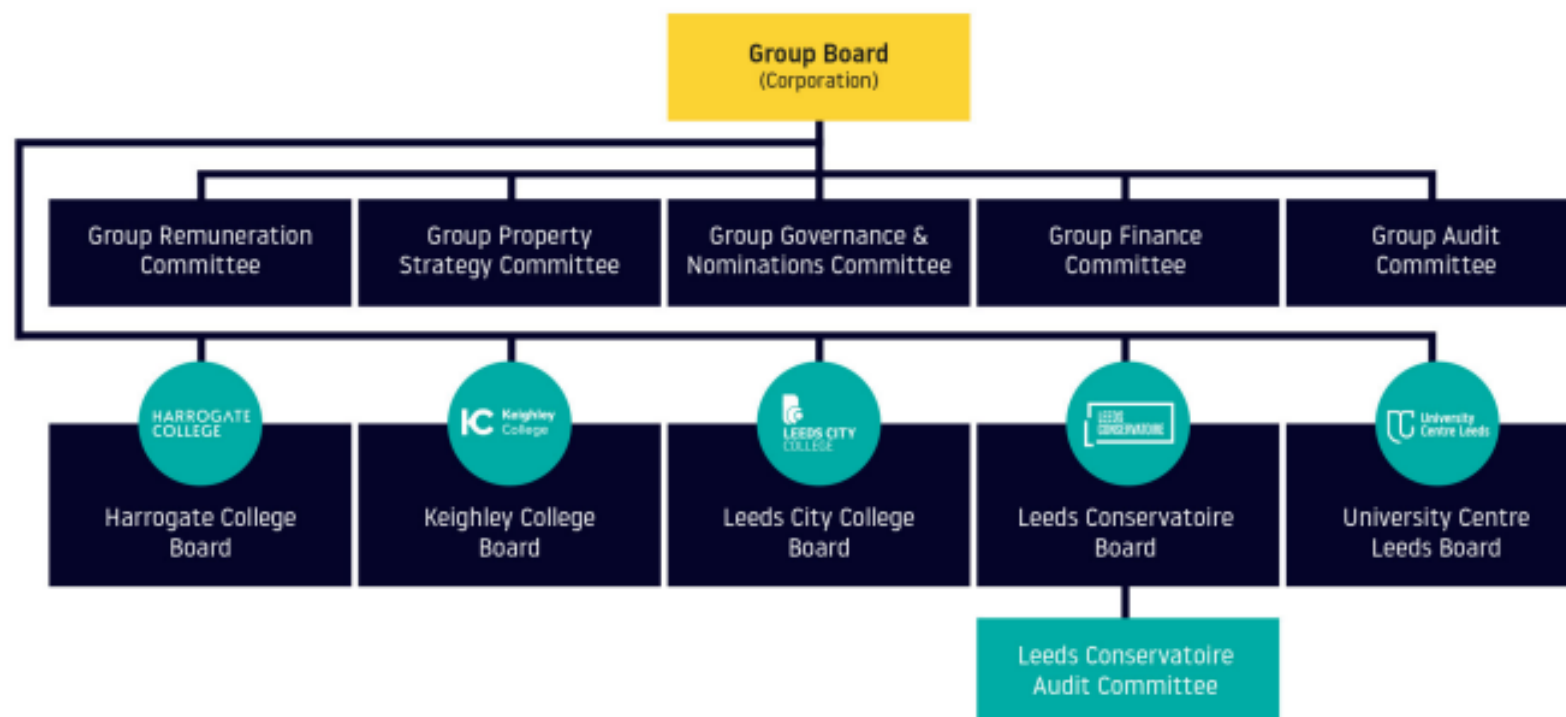 Group Board
(Corporation)
Group Remuneration
Committee
Group Property
Strategy Committee
Group Governance &
Nominations Committee
Group Finance
Committee
Group Audit
Committee
HARROGATE
COLLEGE
KC Keighley
College
LEEDS CITY
COLLEGE
LEEDS
CONSERVATOIRE
UC University
Centre Leeds
Harrogate College
Board
Keighley College
Board
Leeds City College
Board
Leeds Conservatoire
Board
University Centre
Leeds Board
Leeds Conservatoire
Audit Committee